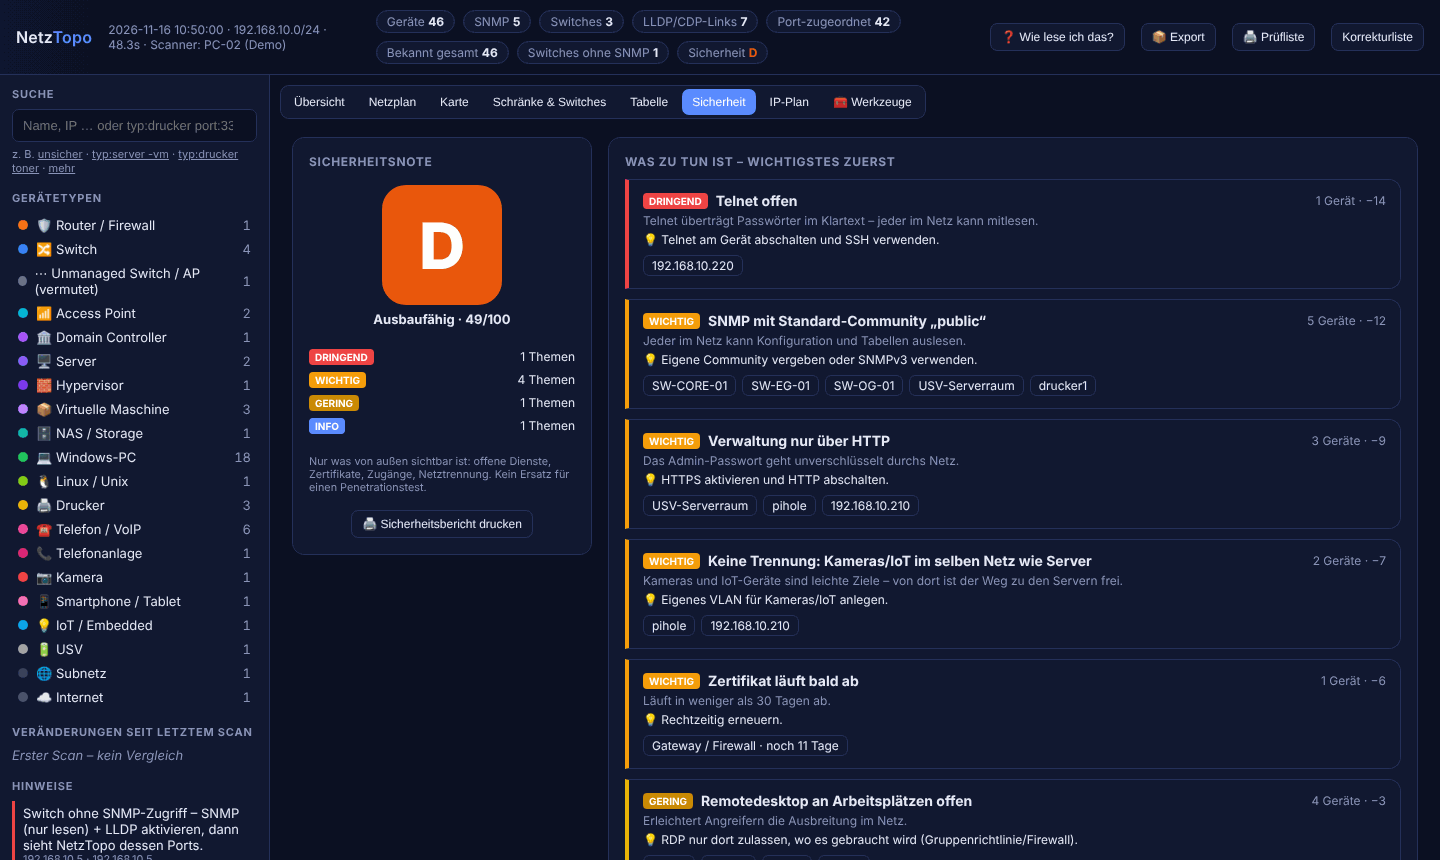 NetzTopo
2026-11-16 10:50:00 · 192.168.10.0/24 ·
48.3s · Scanner: PC-02 (Demo)
Geräte 46 SNMP 5 Switches 3 LLDP/CDP-Links 7 Port-zugeordnet 42
Bekannt gesamt 46 Switches ohne SNMP 1 Sicherheit D
❓ Wie lese ich das? 📦 Export 🖨️ Prüfliste Korrekturliste
SUCHE
Name, IP … oder typ:drucker port:33
z. B. unsicher · typ:server -vm · typ:drucker
toner · mehr
GERÄTETYPEN
🛡️ Router / Firewall 1
🔀 Switch 4
⋯ Unmanaged Switch / AP
(vermutet) 1
📶 Access Point 2
🏛️ Domain Controller 1
🖥️ Server 2
🧱 Hypervisor 1
📦 Virtuelle Maschine 3
🗄️ NAS / Storage 1
💻 Windows-PC 18
🐧 Linux / Unix 1
🖨️ Drucker 3
☎️ Telefon / VoIP 6
📞 Telefonanlage 1
📷 Kamera 1
📱 Smartphone / Tablet 1
💡 IoT / Embedded 1
🔋 USV 1
🌐 Subnetz 1
☁️ Internet 1
VERÄNDERUNGEN SEIT LETZTEM SCAN
Erster Scan – kein Vergleich
HINWEISE
Switch ohne SNMP-Zugriff – SNMP
(nur lesen) + LLDP aktivieren, dann
sieht NetzTopo dessen Ports.
192.168.10.5 · 192.168.10.5
Übersicht Netzplan Karte Schränke & Switches Tabelle Sicherheit IP-Plan 🧰 Werkzeuge
SICHERHEITSNOTE
D
Ausbaufähig · 49/100
DRINGEND 1 Themen
WICHTIG 4 Themen
GERING 1 Themen
INFO 1 Themen
Nur was von außen sichtbar ist: offene Dienste,
Zertifikate, Zugänge, Netztrennung. Kein Ersatz für
einen Penetrationstest.
🖨️ Sicherheitsbericht drucken
WAS ZU TUN IST – WICHTIGSTES ZUERST
DRINGEND Telnet offen 1 Gerät · −14
Telnet überträgt Passwörter im Klartext – jeder im Netz kann mitlesen.
💡 Telnet am Gerät abschalten und SSH verwenden.
192.168.10.220
WICHTIG SNMP mit Standard-Community „public“ 5 Geräte · −12
Jeder im Netz kann Konfiguration und Tabellen auslesen.
💡 Eigene Community vergeben oder SNMPv3 verwenden.
SW-CORE-01 SW-EG-01 SW-OG-01 USV-Serverraum drucker1
WICHTIG Verwaltung nur über HTTP 3 Geräte · −9
Das Admin-Passwort geht unverschlüsselt durchs Netz.
💡 HTTPS aktivieren und HTTP abschalten.
USV-Serverraum pihole 192.168.10.210
WICHTIG Keine Trennung: Kameras/IoT im selben Netz wie Server 2 Geräte · −7
Kameras und IoT-Geräte sind leichte Ziele – von dort ist der Weg zu den Servern frei.
💡 Eigenes VLAN für Kameras/IoT anlegen.
pihole 192.168.10.210
WICHTIG Zertifikat läuft bald ab 1 Gerät · −6
Läuft in weniger als 30 Tagen ab.
💡 Rechtzeitig erneuern.
Gateway / Firewall · noch 11 Tage
GERING Remotedesktop an Arbeitsplätzen offen 4 Geräte · −3
Erleichtert Angreifern die Ausbreitung im Netz.
💡 RDP nur dort zulassen, wo es gebraucht wird (Gruppenrichtlinie/Firewall).